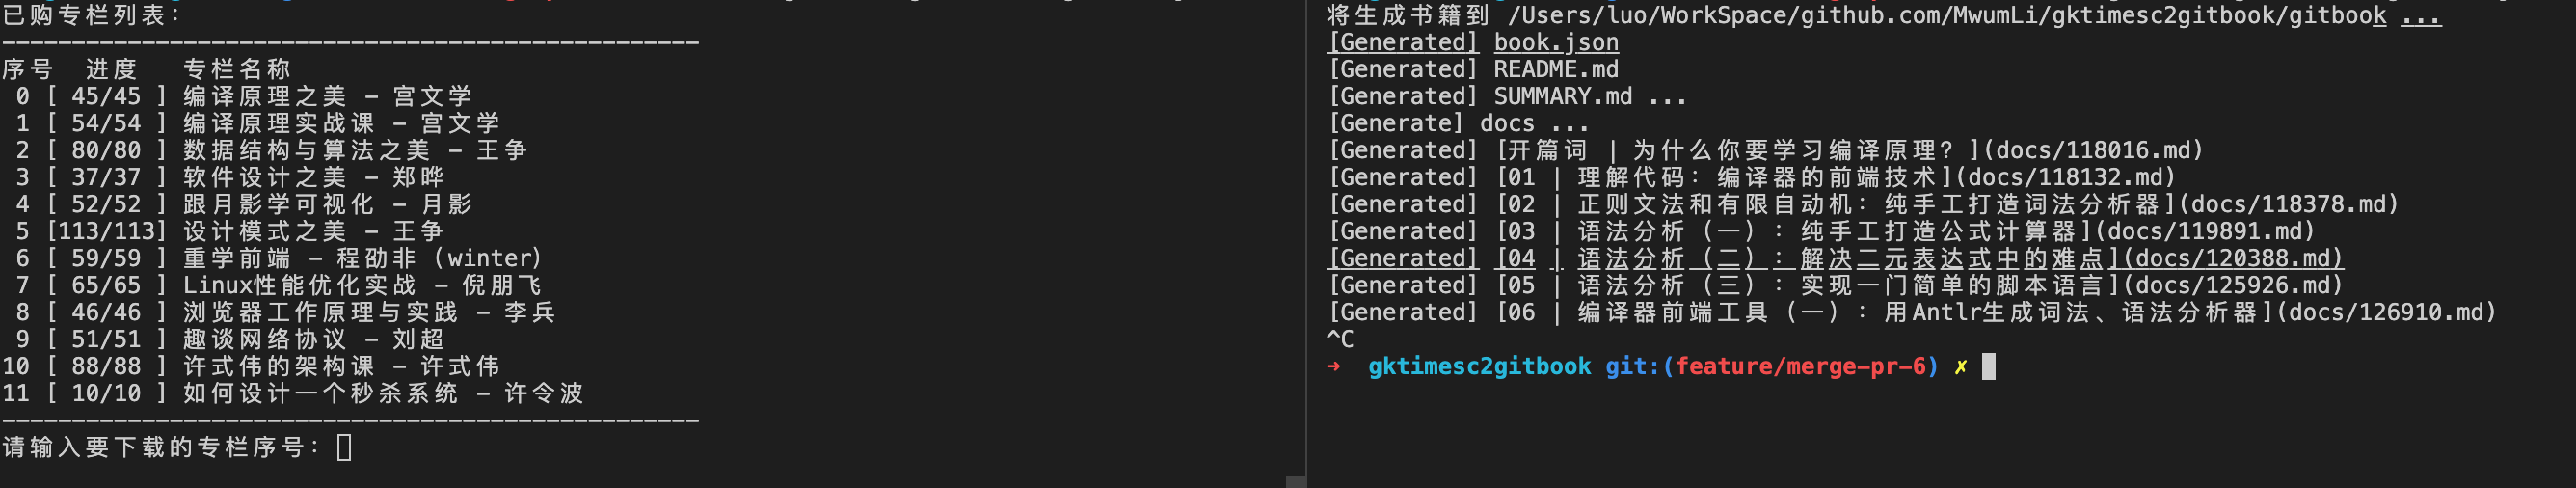 已购专栏列表：
--------------------------------------------------
序号 进度 专栏名称
0 [ 45/45 ] 编译原理之美 - 宫文学
1 [ 54/54 ] 编译原理实战课 - 宫文学
2 [ 80/80 ] 数据结构与算法之美 - 王争
3 [ 37/37 ] 软件设计之美 - 郑晔
4 [ 52/52 ] 跟月影学可视化 - 月影
5 [113/113] 设计模式之美 - 王争
6 [ 59/59 ] 重学前端 - 程劭非（winter）
7 [ 65/65 ] Linux性能优化实战 - 倪朋飞
8 [ 46/46 ] 浏览器工作原理与实践 - 李兵
9 [ 51/51 ] 趣谈网络协议 - 刘超
10 [ 88/88 ] 许式伟的架构课 - 许式伟
11 [ 10/10 ] 如何设计一个秒杀系统 - 许令波
--------------------------------------------------
请输入要下载的专栏序号：
将生成书籍到 /Users/luo/WorkSpace/github.com/MwumLi/gktimesc2gitbook/gitbook ...
[Generated] book.json
[Generated] README.md
[Generated] SUMMARY.md ...
[Generate] docs ...
[Generated] [开篇词 | 为什么你要学习编译原理？](docs/118016.md)
[Generated] [01 | 理解代码：编译器的前端技术](docs/118132.md)
[Generated] [02 | 正则文法和有限自动机：纯手工打造词法分析器](docs/118378.md)
[Generated] [03 | 语法分析（一）：纯手工打造公式计算器](docs/119891.md)
[Generated] [04 | 语法分析（二）：解决二元表达式中的难点](docs/120388.md)
[Generated] [05 | 语法分析（三）：实现一门简单的脚本语言](docs/125926.md)
[Generated] [06 | 编译器前端工具（一）：用Antlr生成词法、语法分析器](docs/126910.md)
^C
➜ gktimesc2gitbook git:(feature/merge-pr-6) ✗